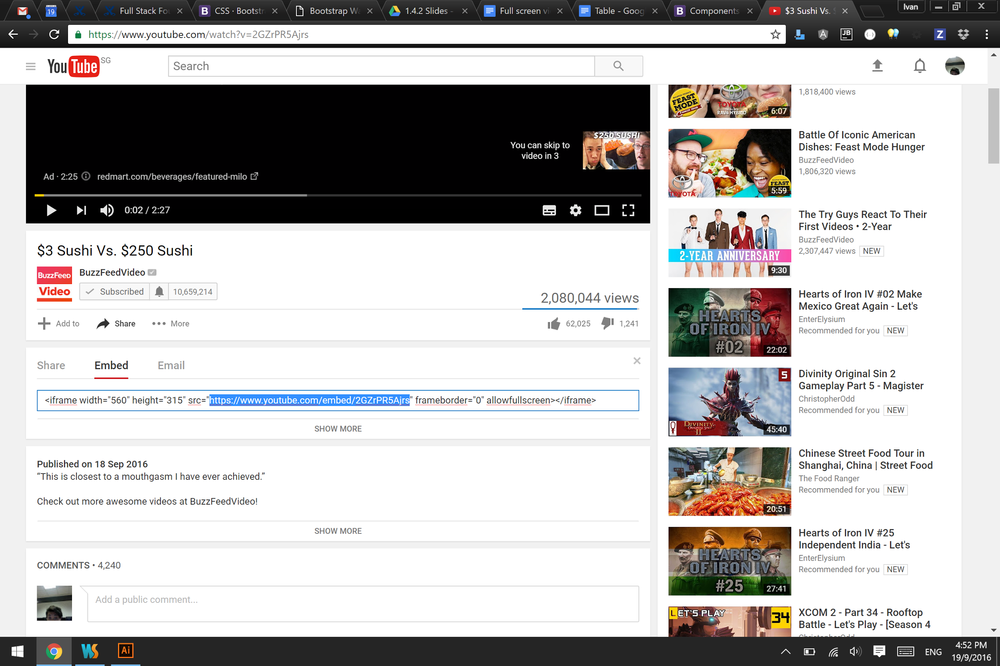 19
Full Stack Fou
CSS · Bootstr
Bootstrap Wa
1.4.2 Slides -
Full screen vi
Table - Goog
Components
$3 Sushi Vs. $
Ivan
https://www.youtube.com/watch?v=2GZrPR5Ajrs
JB
Z
YouTube SG
Search
You can skip to
video in 3
$250 SUSHI
Ad · 2:25
redmart.com/beverages/featured-milo
0:02 / 2:27
$3 Sushi Vs. $250 Sushi
BuzzFeed
Video
BuzzFeedVideo
Subscribed
10,659,214
2,080,044 views
Add to
Share
More
62,025
1,241
Share
Embed
Email
<iframe width="560" height="315" src="https://www.youtube.com/embed/2GZrPR5Ajrs" frameborder="0" allowfullscreen></iframe>
SHOW MORE
Published on 18 Sep 2016
“This is closest to a mouthgasm I have ever achieved.”
Check out more awesome videos at BuzzFeedVideo!
SHOW MORE
COMMENTS • 4,240
Add a public comment...
FEAST
MODE
HUNGER SQUAD
TOYOTA
RAV4 HYBRID
6:07
1,818,400 views
TOYOTA
FEAST
5:59
Battle Of Iconic American
Dishes: Feast Mode Hunger
BuzzFeedVideo
1,806,320 views
2-YEAR ANNIVERSARY
9:30
The Try Guys React To Their
First Videos • 2-Year
BuzzFeedVideo
2,307,447 views NEW
HEARTS
OF IRON IV
#02
22:02
Hearts of Iron IV #02 Make
Mexico Great Again - Let's
EnterElysium
Recommended for you NEW
5
DIVINITY
ORIGINAL SIN
II
45:40
Divinity Original Sin 2
Gameplay Part 5 - Magister
ChristopherOdd
Recommended for you NEW
20:51
Chinese Street Food Tour in
Shanghai, China | Street Food
The Food Ranger
Recommended for you NEW
HEARTS
OF IRON IV
#25
27:41
Hearts of Iron IV #25
Independent India - Let's
EnterElysium
Recommended for you NEW
LET'S PLAY
34
XCOM 2 - Part 34 - Rooftop
Battle - Let's Play - [Season 4
ChristopherOdd
WS
Ai
ENG
4:52 PM
19/9/2016